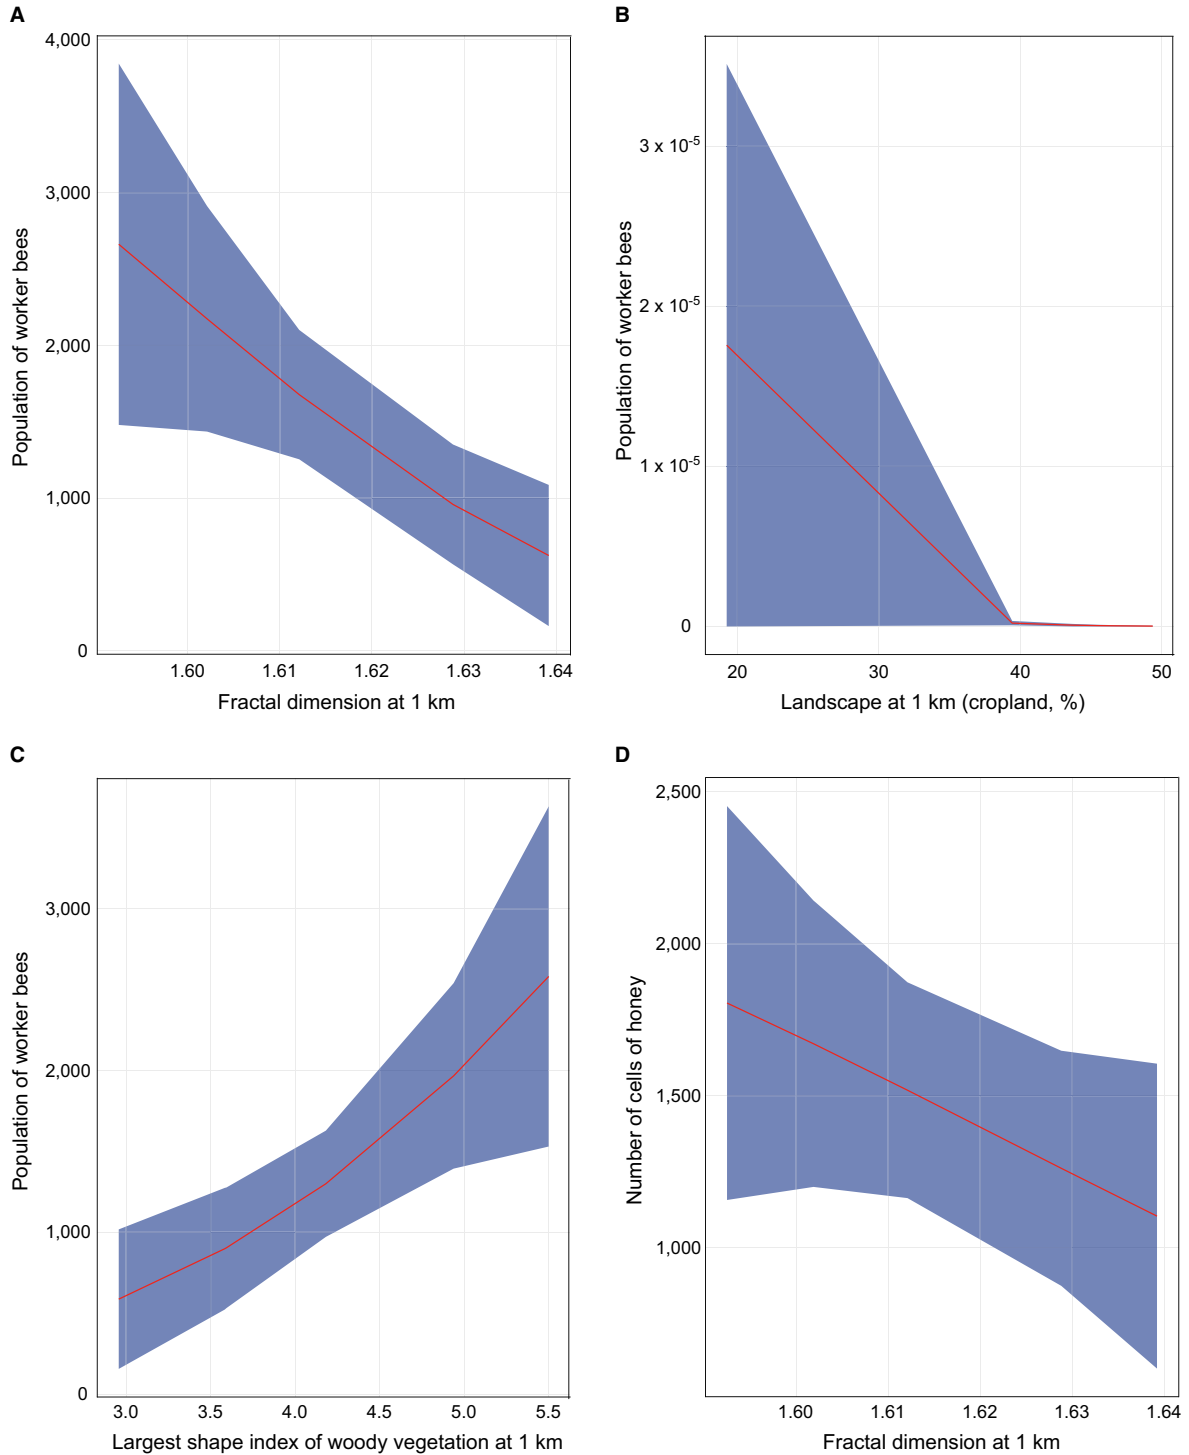 A
4,000
3,000
2,000
1,000
0
Population of worker bees
1.60
1.61
1.62
1.63
1.64
Fractal dimension at 1 km
B
3 x 10⁻⁵
2 x 10⁻⁵
1 x 10⁻⁵
0
Population of worker bees
20
30
40
50
Landscape at 1 km (cropland, %)
C
3,000
2,000
1,000
0
Population of worker bees
3.0
3.5
4.0
4.5
5.0
5.5
Largest shape index of woody vegetation at 1 km
D
2,500
2,000
1,500
1,000
Number of cells of honey
1.60
1.61
1.62
1.63
1.64
Fractal dimension at 1 km